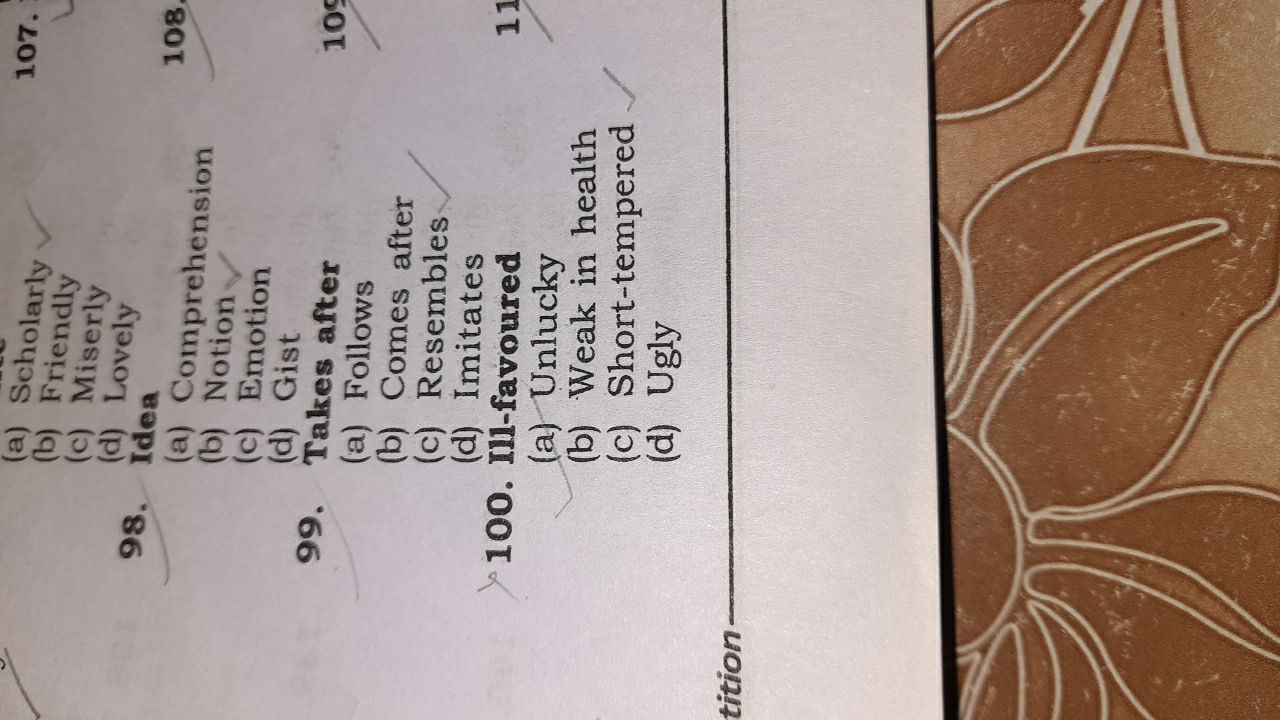 (a) Scholarly
(b) Friendly
(c) Miserly
(d) Lovely
98. Idea
(a) Comprehension
(b) Notion
(c) Emotion
(d) Gist
99. Takes after
(a) Follows
(b) Comes after
(c) Resembles
(d) Imitates
100. Ill-favoured
(a) Unlucky
(b) Weak in health
(c) Short-tempered
(d) Ugly
tition
107.
108.
109
11